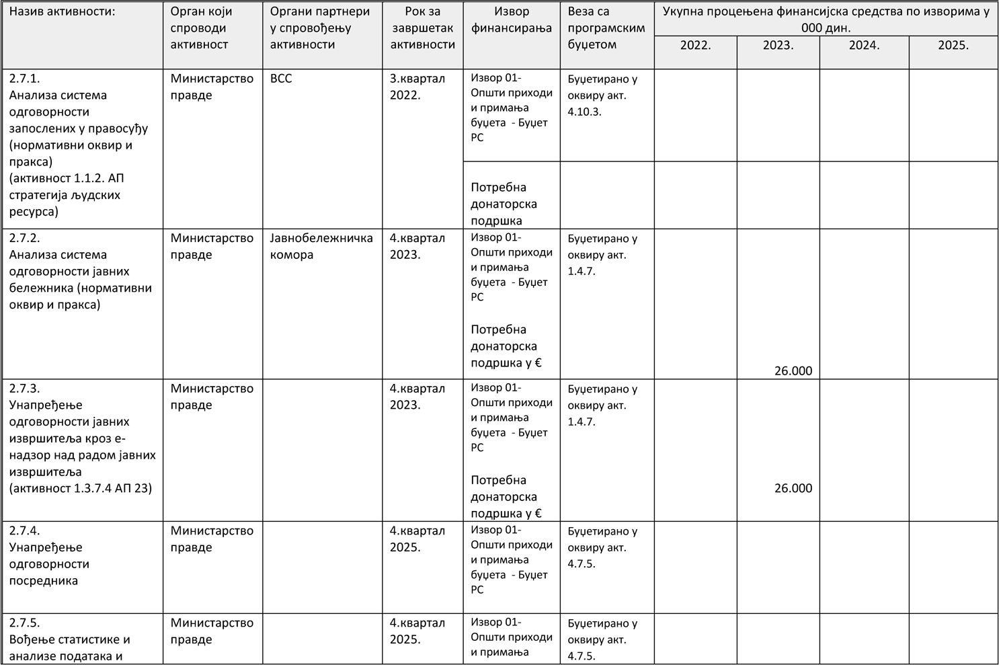 Назив активности:
Орган који
спроводи
активност
Органи партнери
у спровођењу
активности
Рок за
завршетак
активности
Извор
финансирања
Веза са
програмским
буџетом
Укупна процењена финансијска средства по изворима у
000 дин.
2022.
2023.
2024.
2025.
2.7.1.
Анализа система
одговорности
запослених у правосуђу
(нормативни оквир и
пракса)
(активност 1.1.2. АП
стратегија људских
ресурса)
Министарство
правде
ВСС
3.квартал
2022.
Извор 01-
Општи приходи
и примања
буџета  - Буџет
РС
Буџетирано у
оквиру акт.
4.10.3.
Потребна
донаторска
подршка
2.7.2.
Анализа система
одговорности јавних
бележника (нормативни
оквир и пракса)
Министарство
правде
Јавнобележничка
комора
4.квартал
2023.
Извор 01-
Општи приходи
и примања
буџета  - Буџет
РС
Потребна
донаторска
подршка у €
Буџетирано у
оквиру акт.
1.4.7.
26.000
2.7.3.
Унапређење
одговорности јавних
извршитеља кроз е-
надзор над радом јавних
извршитеља
(активност 1.3.7.4 АП 23)
Министарство
правде
4.квартал
2023.
Извор 01-
Општи приходи
и примања
буџета  - Буџет
РС
Потребна
донаторска
подршка у €
Буџетирано у
оквиру акт.
1.4.7.
26.000
2.7.4.
Унапређење
одговорности
посредника
Министарство
правде
4.квартал
2025.
Извор 01-
Општи приходи
и примања
буџета  - Буџет
РС
Буџетирано у
оквиру акт.
4.7.5.
2.7.5.
Вођење статистике и
анализе података и
Министарство
правде
4.квартал
2025.
Извор 01-
Општи приходи
и примања
Буџетирано у
оквиру акт.
4.7.5.